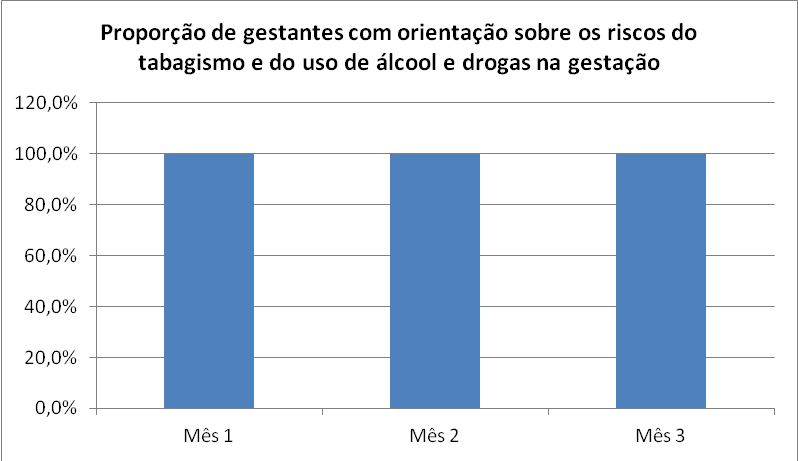 Proporção de gestantes com orientação sobre os riscos do
tabagismo e do uso de álcool e drogas na gestação
120,0%
100,0%
80,0%
60,0%
40,0%
20,0%
0,0%
Mês 1 Mês 2 Mês 3